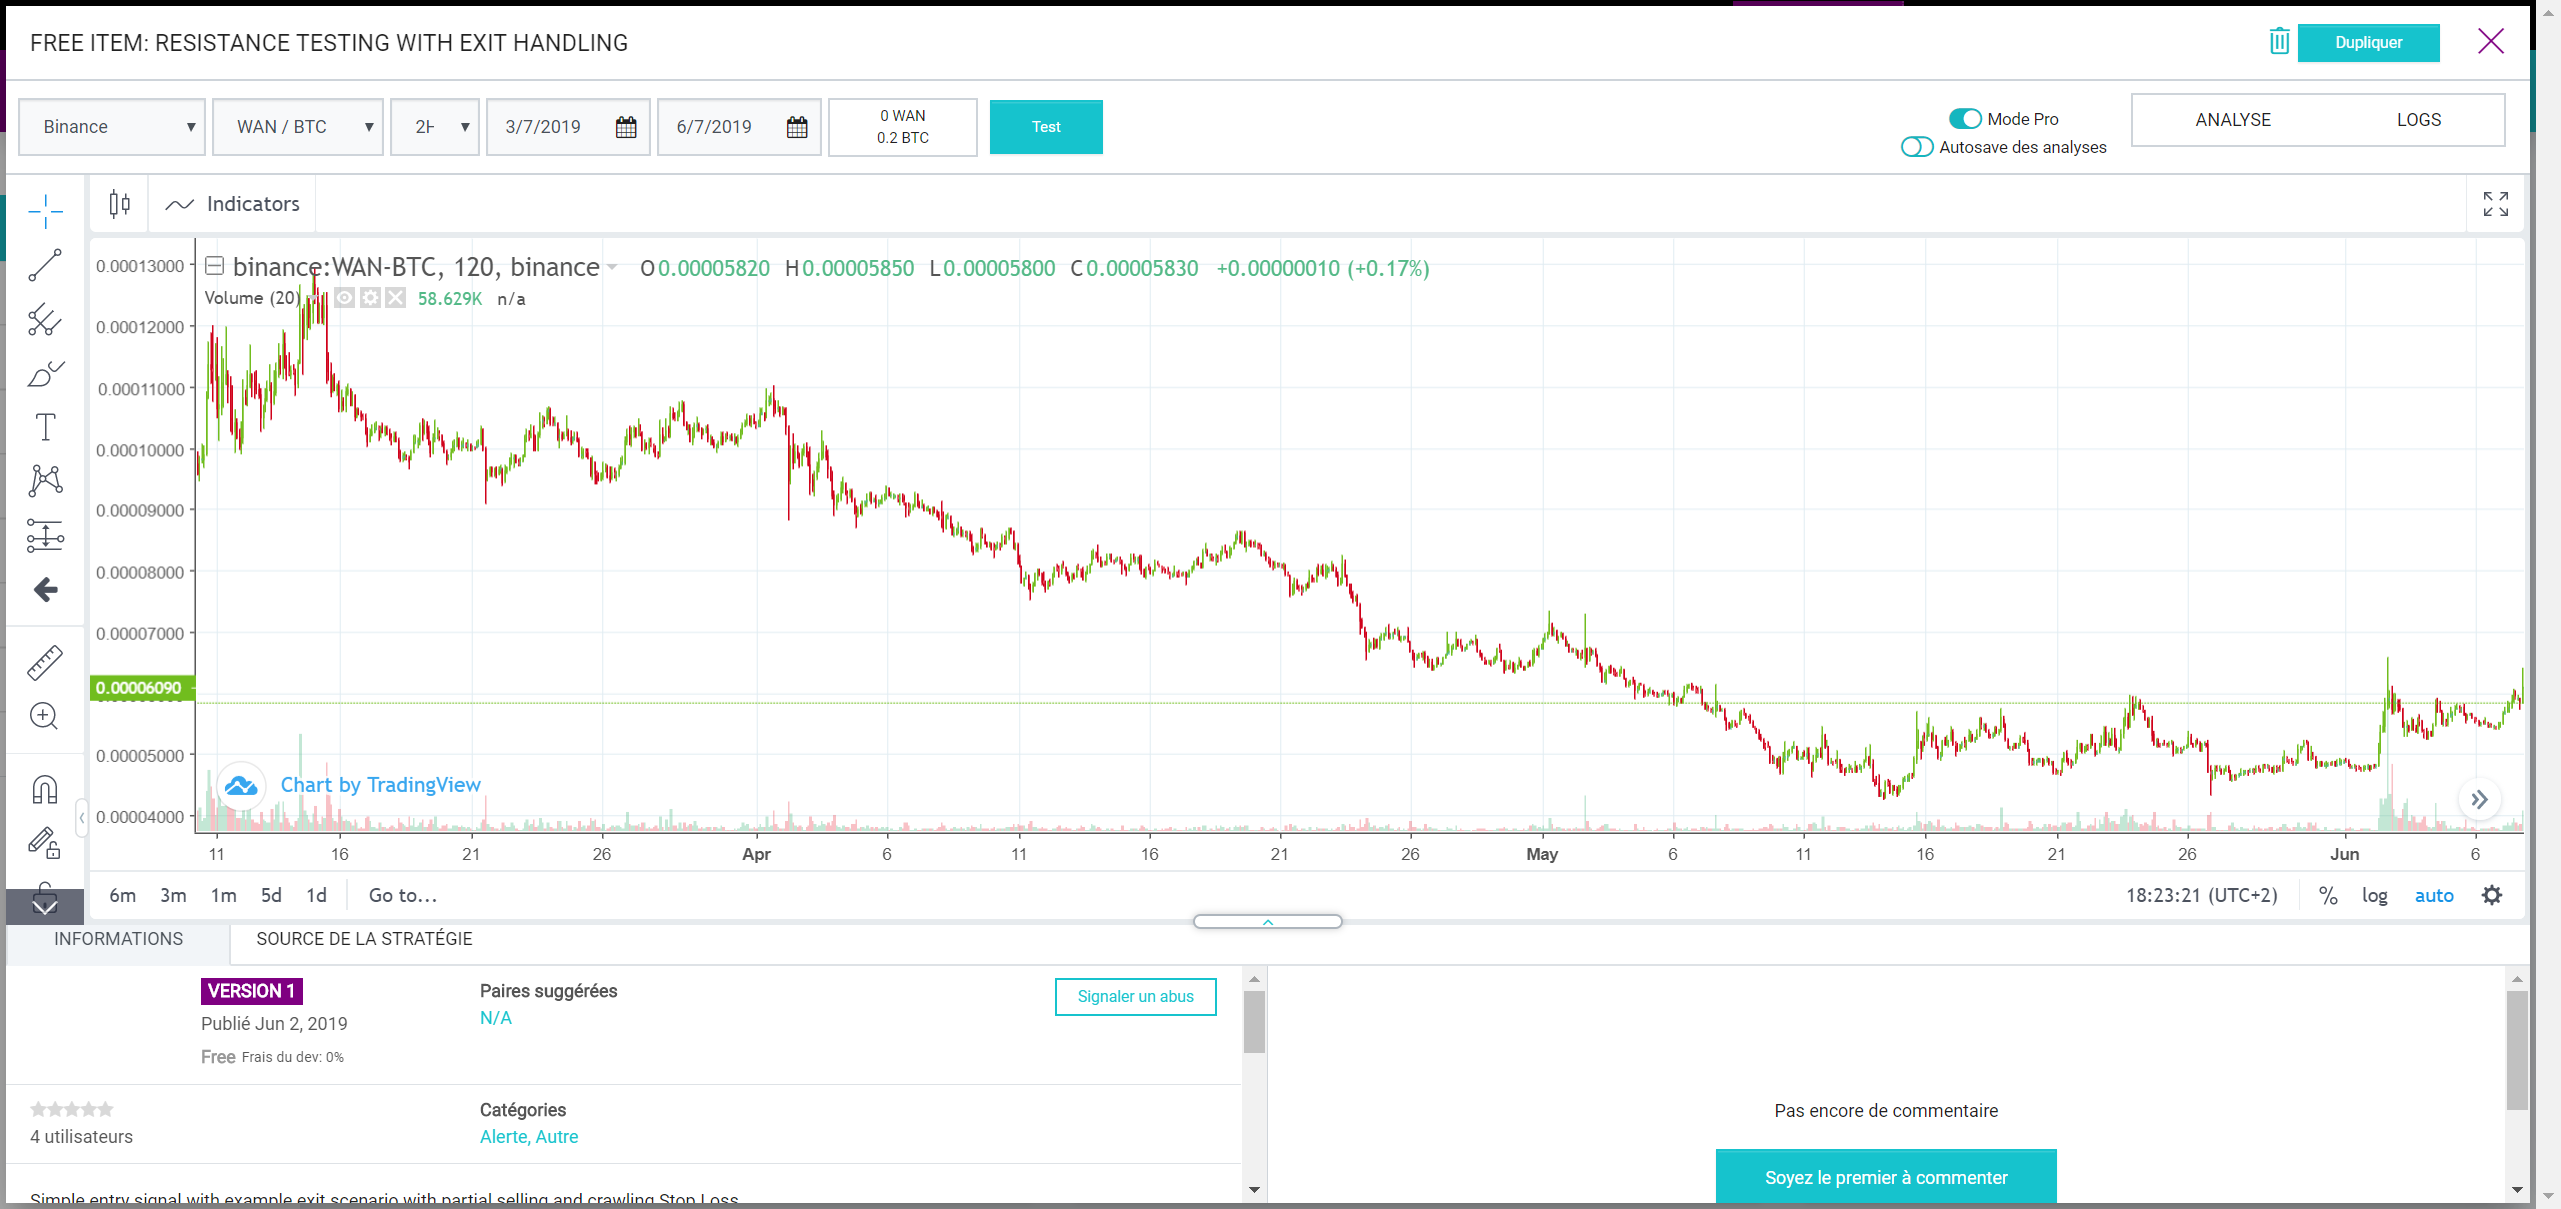 FREE ITEM: RESISTANCE TESTING WITH EXIT HANDLING
Dupliquer
Binance
WAN / BTC
2H
3/7/2019
6/7/2019
0 WAN
0.2 BTC
Test
Mode Pro
Autosave des analyses
ANALYSE
LOGS
Indicators
binance:WAN-BTC, 120, binance
O0.00005820 H0.00005850 L0.00005800 C0.00005830 +0.00000010 (+0.17%)
Volume (20)
58.629K n/a
0.00013000
0.00012000
0.00011000
0.00010000
0.00009000
0.00008000
0.00007000
0.00006090
0.00005000
0.00004000
Chart by TradingView
11 16 21 26 Apr 6 11 16 21 26 May 6 11 16 21 26 Jun 6
6m 3m 1m 5d 1d Go to...
18:23:21 (UTC+2) % log auto
INFORMATIONS
SOURCE DE LA STRATÉGIE
VERSION 1
Publié Jun 2, 2019
Free Frais du dev: 0%
Paires suggérées
N/A
Signaler un abus
4 utilisateurs
Catégories
Alerte, Autre
Simple entry signal with example exit scenario with partial selling and crawling Stop Loss
Pas encore de commentaire
Soyez le premier à commenter